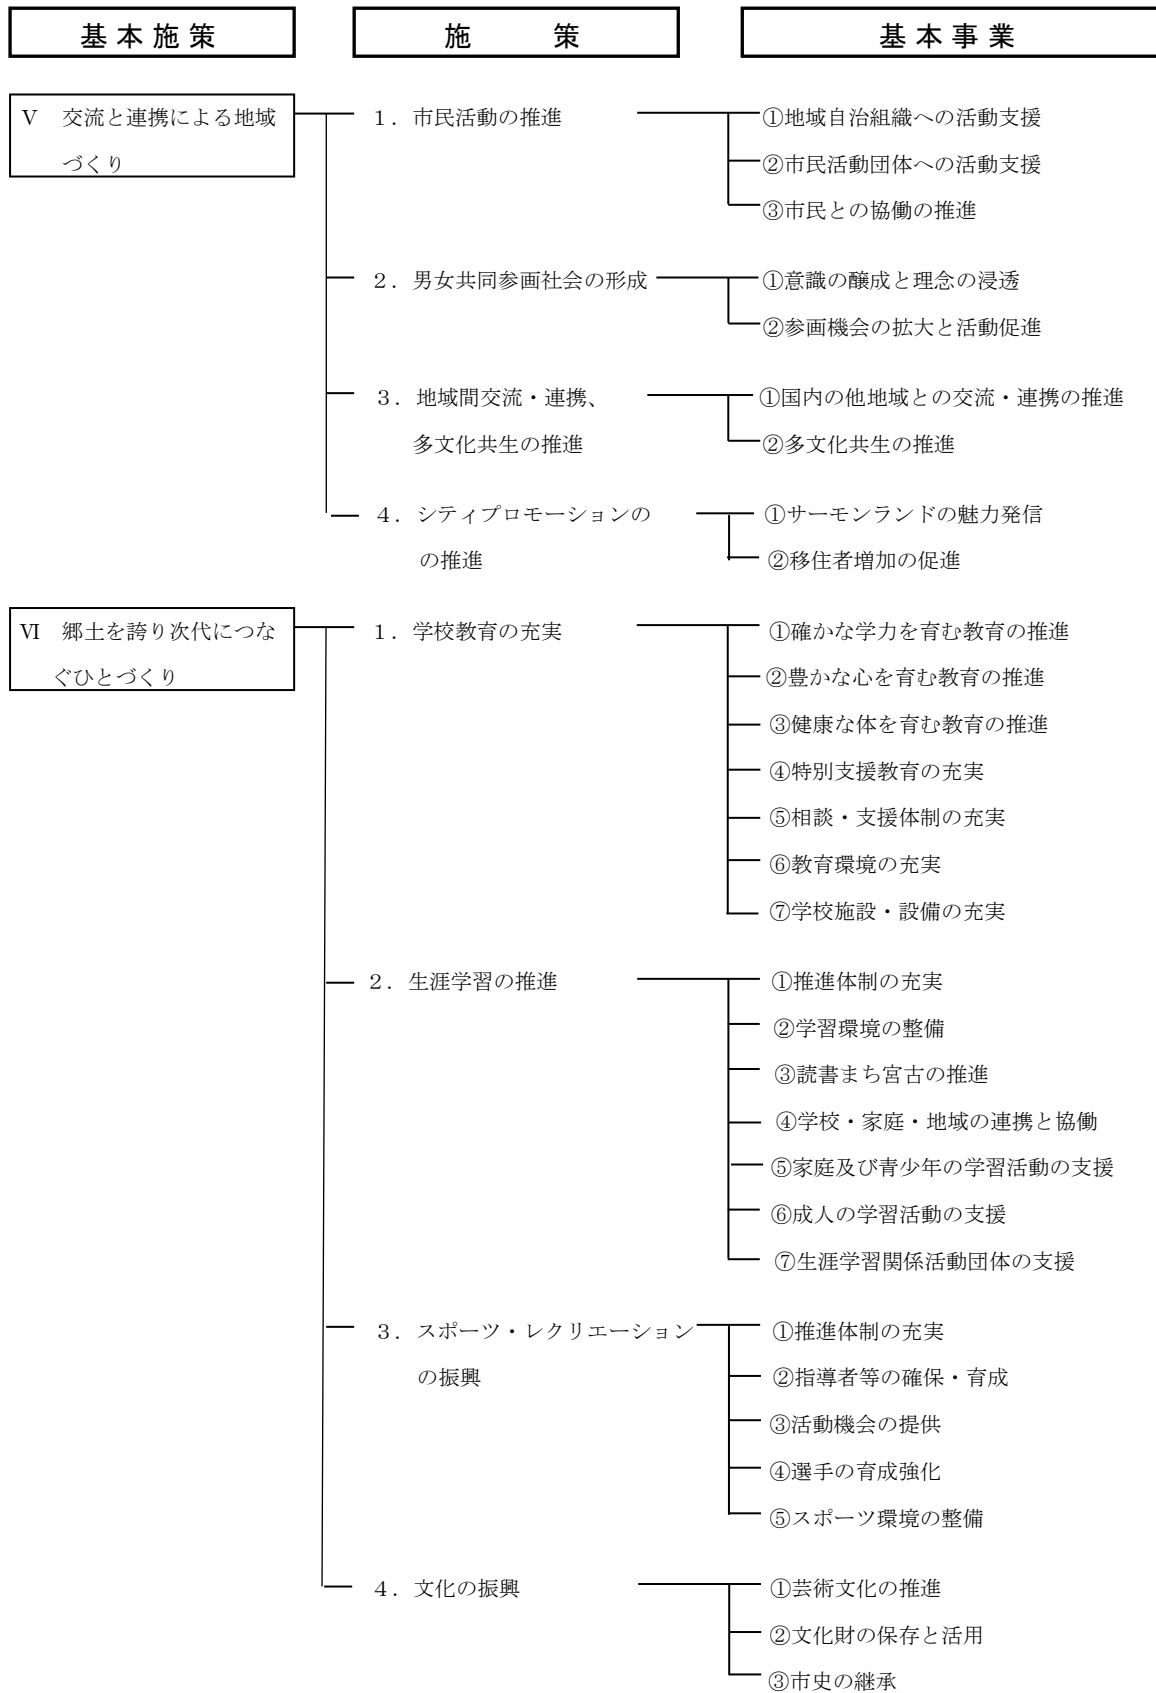 基本施策　施　　策　基本事業
Ⅴ　交流と連携による地域　１．市民活動の推進　①地域自治組織への活動支援
づくり　②市民活動団体への活動支援
③市民との協働の推進
２．男女共同参画社会の形成　①意識の醸成と理念の浸透
②参画機会の拡大と活動促進
３．地域間交流・連携、　①国内の他地域との交流・連携の推進
多文化共生の推進　②多文化共生の推進
４．シティプロモーションの　①サーモンランドの魅力発信
の推進　②移住者増加の促進
Ⅵ　郷土を誇り次代につな　１．学校教育の充実　①確かな学力を育む教育の推進
ぐひとづくり　②豊かな心を育む教育の推進
③健康な体を育む教育の推進
④特別支援教育の充実
⑤相談・支援体制の充実
⑥教育環境の充実
⑦学校施設・設備の充実
２．生涯学習の推進　①推進体制の充実
②学習環境の整備
③読書まち宮古の推進
④学校・家庭・地域の連携と協働
⑤家庭及び青少年の学習活動の支援
⑥成人の学習活動の支援
⑦生涯学習関係活動団体の支援
３．スポーツ・レクリエーション　①推進体制の充実
の振興　②指導者等の確保・育成
③活動機会の提供
④選手の育成強化
⑤スポーツ環境の整備
４．文化の振興　①芸術文化の推進
②文化財の保存と活用
③市史の継承